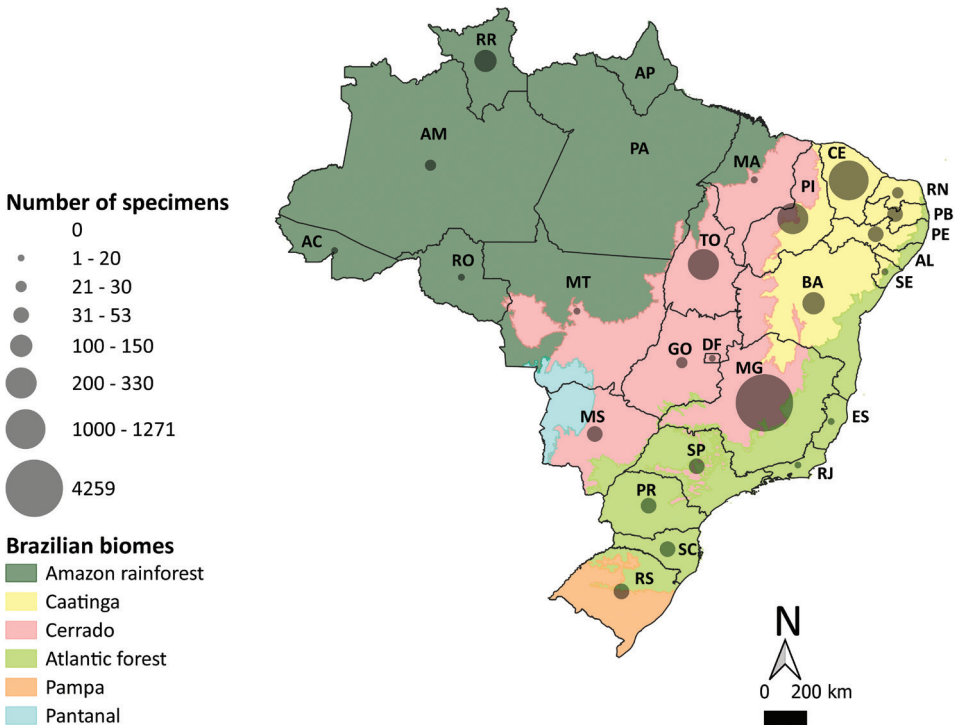 RR
AP
AM
PA
MA
CE
PI
RN
PB
PE
AL
SE
AC
RO
MT
TO
BA
GO
DF
MG
ES
MS
SP
RJ
PR
SC
RS
Number of specimens
0
1 - 20
21 - 30
31 - 53
100 - 150
200 - 330
1000 - 1271
4259
Brazilian biomes
Amazon rainforest
Caatinga
Cerrado
Atlantic forest
Pampa
Pantanal
N
0 200 km